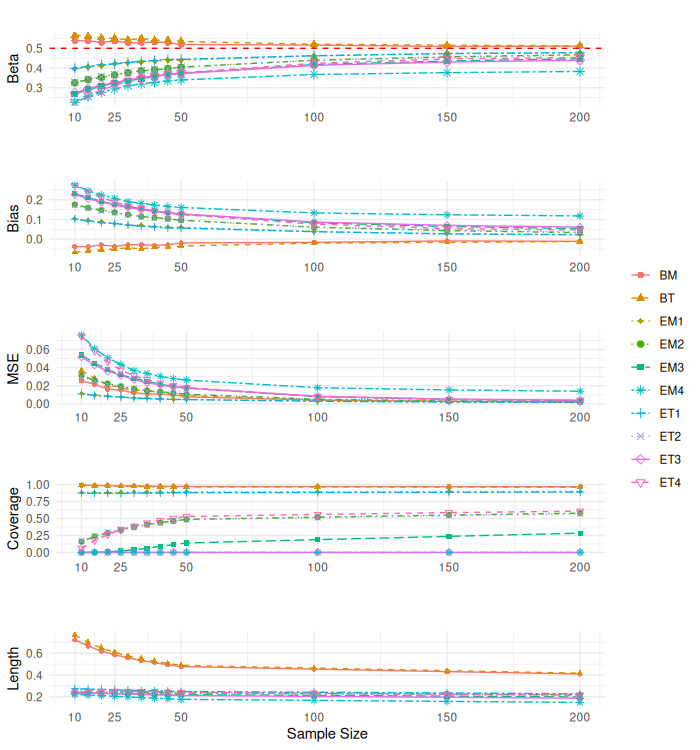 0.5
0.4
0.3
Beta
10 25 50 100 150 200
0.2
0.1
0.0
Bias
10 25 50 100 150 200
0.06
0.04
0.02
0.00
MSE
10 25 50 100 150 200
1.00
0.75
0.50
0.25
0.00
Coverage
10 25 50 100 150 200
0.6
0.4
0.2
Length
10 25 50 100 150 200
Sample Size
BM
BT
EM1
EM2
EM3
EM4
ET1
ET2
ET3
ET4